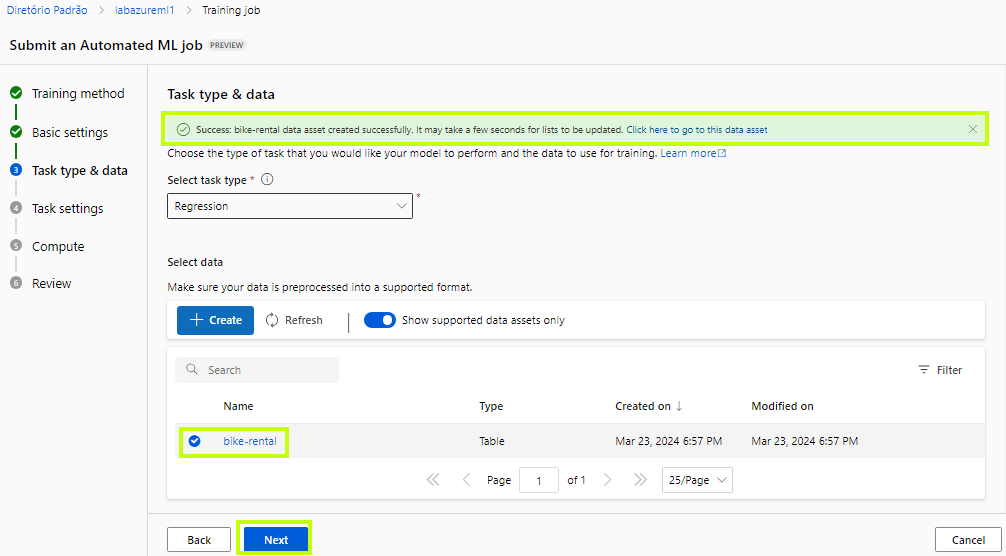 Diretório Padrão > labazureml1 > Training job
Submit an Automated ML job PREVIEW
Training method
Basic settings
3 Task type & data
4 Task settings
5 Compute
6 Review
Task type & data
Success: bike-rental data asset created successfully. It may take a few seconds for lists to be updated. Click here to go to this data asset
Choose the type of task that you would like your model to perform and the data to use for training. Learn more
Select task type *
Regression *
Select data
Make sure your data is preprocessed into a supported format.
+ Create Refresh Show supported data assets only
Search Filter
Name Type Created on ↓ Modified on
bike-rental Table Mar 23, 2024 6:57 PM Mar 23, 2024 6:57 PM
Page 1 of 1 25/Page
Back Next Cancel